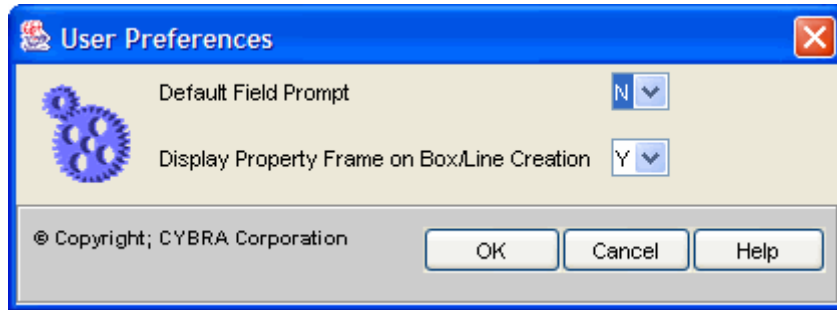 User Preferences
Default Field Prompt N
Display Property Frame on Box/Line Creation Y
© Copyright; CYBRA Corporation
OK Cancel Help